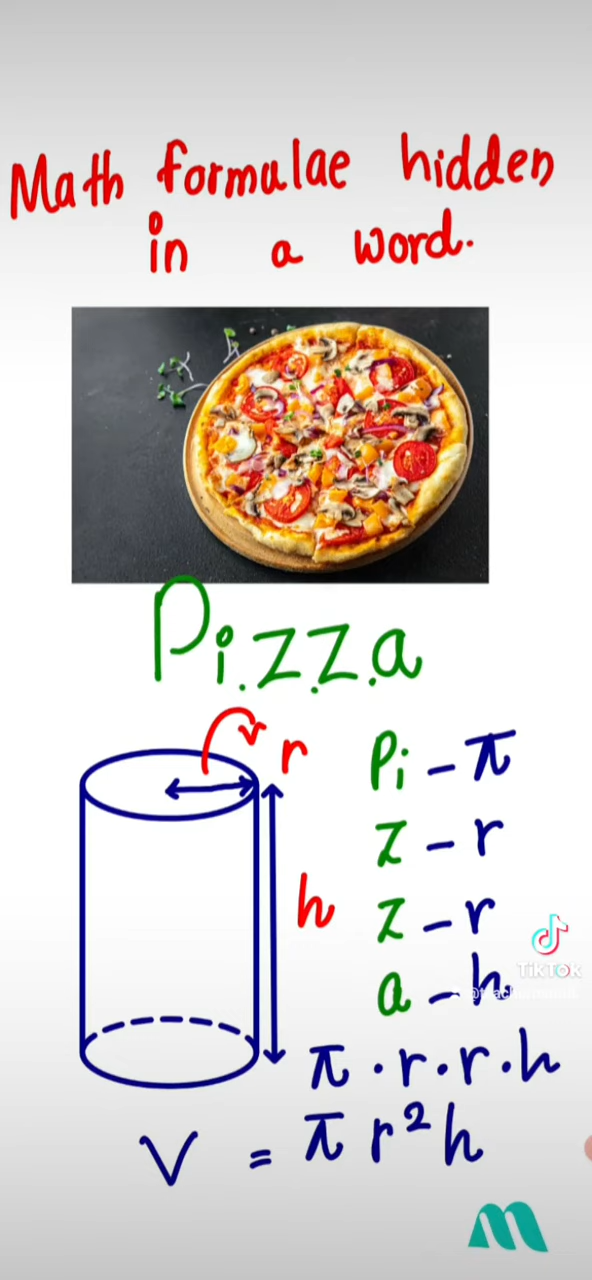 Math formulae hidden
in a word.
Pi.z.z.a
r
Pi - π
z - r
h
z - r
TikTok
a - h
π · r · r · h
V = π r² h